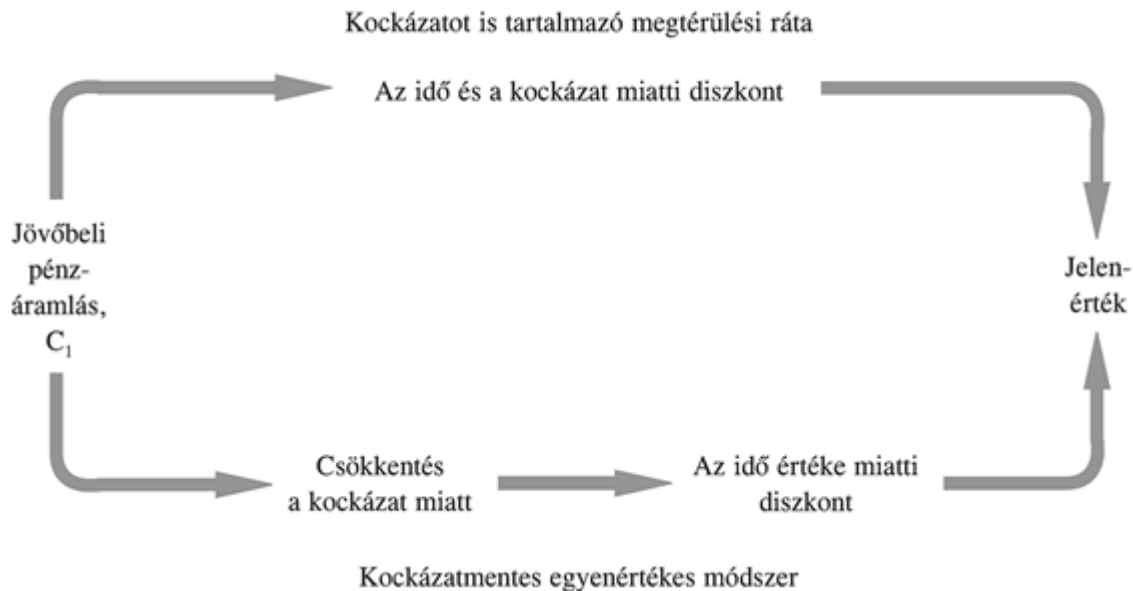 Kockázatot is tartalmazó megtérülési ráta
Az idő és a kockázat miatti diszkont
Jövőbeli
pénz-
áramlás,
C₁
Jelen-
érték
Csökkentés
a kockázat miatt
Az idő értéke miatti
diszkont
Kockázatmentes egyenértékes módszer